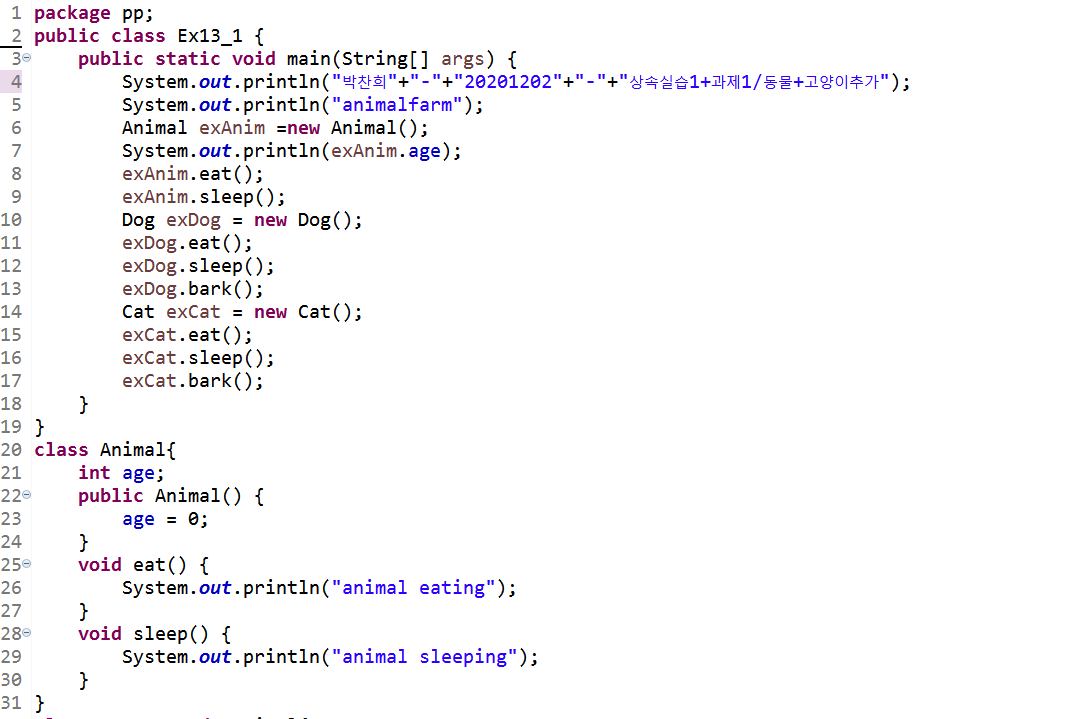 1 package pp;
2 public class Ex13_1 {
3 public static void main(String[] args) {
4 System.out.println("박찬희"+"-"+"20201202"+"-"+"상속실습1+과제1/동물+고양이추가");
5 System.out.println("animalfarm");
6 Animal exAnim =new Animal();
7 System.out.println(exAnim.age);
8 exAnim.eat();
9 exAnim.sleep();
10 Dog exDog = new Dog();
11 exDog.eat();
12 exDog.sleep();
13 exDog.bark();
14 Cat exCat = new Cat();
15 exCat.eat();
16 exCat.sleep();
17 exCat.bark();
18 }
19 }
20 class Animal{
21 int age;
22 public Animal() {
23 age = 0;
24 }
25 void eat() {
26 System.out.println("animal eating");
27 }
28 void sleep() {
29 System.out.println("animal sleeping");
30 }
31 }